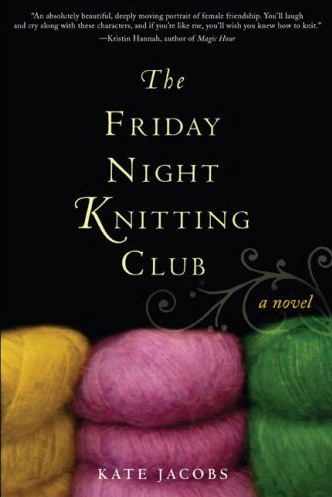 "An absolutely beautiful, deeply moving portrait of female friendship. You'll laugh
and cry along with these characters, and if you're like me, you'll wish you knew how to knit."
—Kristin Hannah, author of Magic Hour
The
FRIDAY
NIGHT
KNITTING
CLUB
a novel
KATE JACOBS